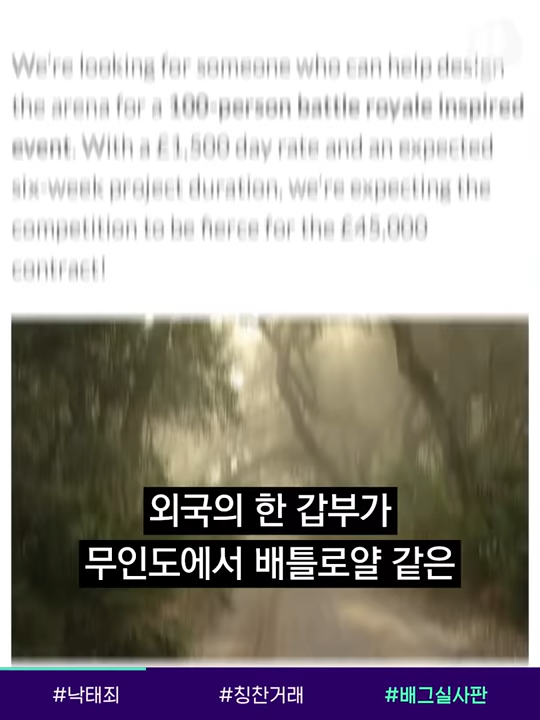 We're looking for someone who can help design
the arena for a 100-person battle royale inspired
event. With a £1,500 day rate and an expected
six-week project duration, we're expecting the
competition to be fierce for the £45,000
contract!
외국의 한 갑부가
무인도에서 배틀로얄 같은
#낙태죄
#칭찬거래
#배그실사판